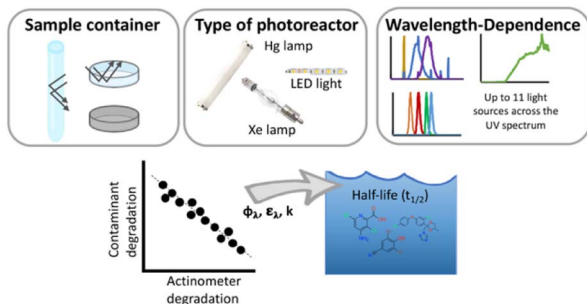 Sample container
Type of photoreactor
Hg lamp
LED light
Xe lamp
Wavelength-Dependence
Up to 11 light
sources across the
UV spectrum
Contaminant
degradation
Actinometer
degradation
ϕλ, ελ, k
Half-life (t1/2)